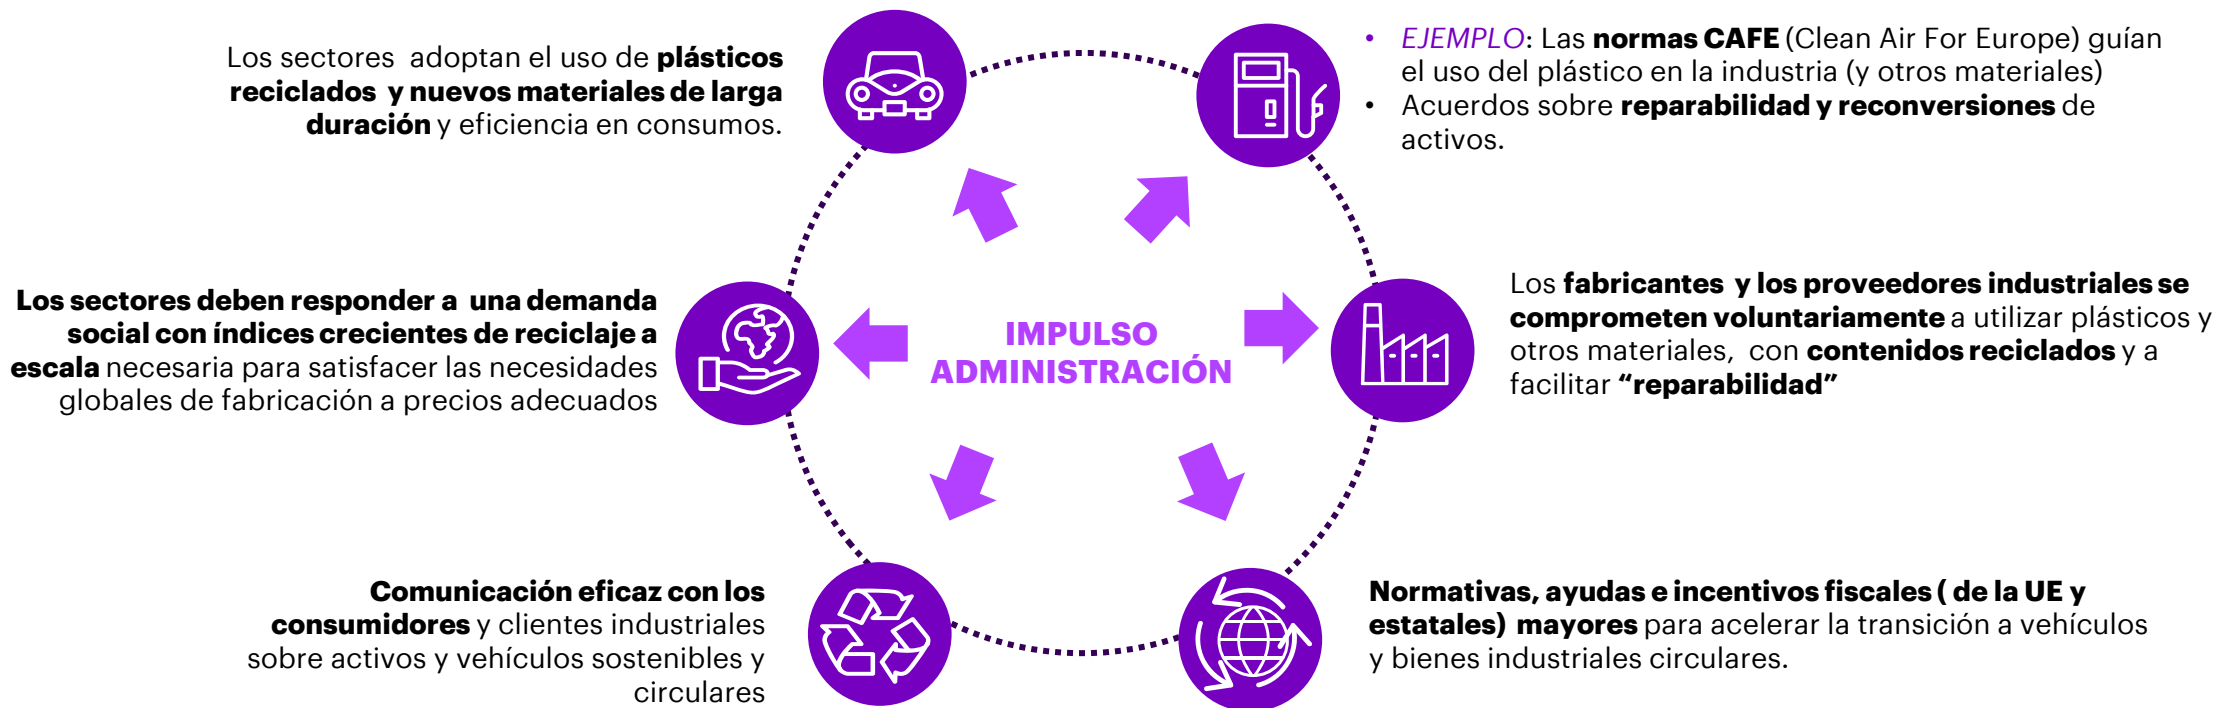 Los sectores adoptan el uso de plásticos
reciclados y nuevos materiales de larga
duración y eficiencia en consumos.
• EJEMPLO: Las normas CAFE (Clean Air For Europe) guían
el uso del plástico en la industria (y otros materiales)
• Acuerdos sobre reparabilidad y reconversiones de
activos.
Los sectores deben responder a una demanda
social con índices crecientes de reciclaje a
escala necesaria para satisfacer las necesidades
globales de fabricación a precios adecuados
IMPULSO
ADMINISTRACIÓN
Los fabricantes y los proveedores industriales se
comprometen voluntariamente a utilizar plásticos y
otros materiales, con contenidos reciclados y a
facilitar “reparabilidad”
Comunicación eficaz con los
consumidores y clientes industriales
sobre activos y vehículos sostenibles y
circulares
Normativas, ayudas e incentivos fiscales ( de la UE y
estatales) mayores para acelerar la transición a vehículos
y bienes industriales circulares.